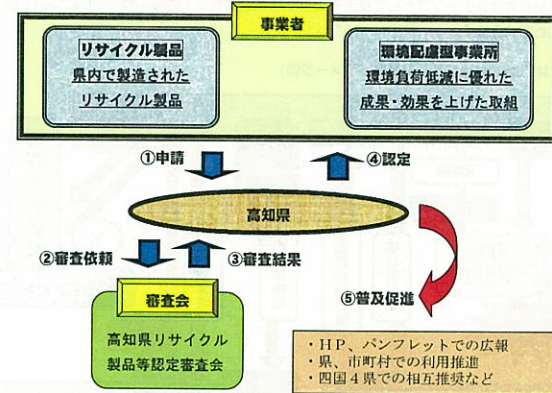 事業者
リサイクル製品
県内で製造された
リサイクル製品
環境配慮型事業所
環境負荷低減に優れた
成果・効果を上げた取組
①申請
④認定
高知県
②審査依頼
③審査結果
⑤普及促進
審査会
高知県リサイクル
製品等認定審査会
・HP、パンフレットでの広報
・県、市町村での利用推進
・四国4県での相互推奨など